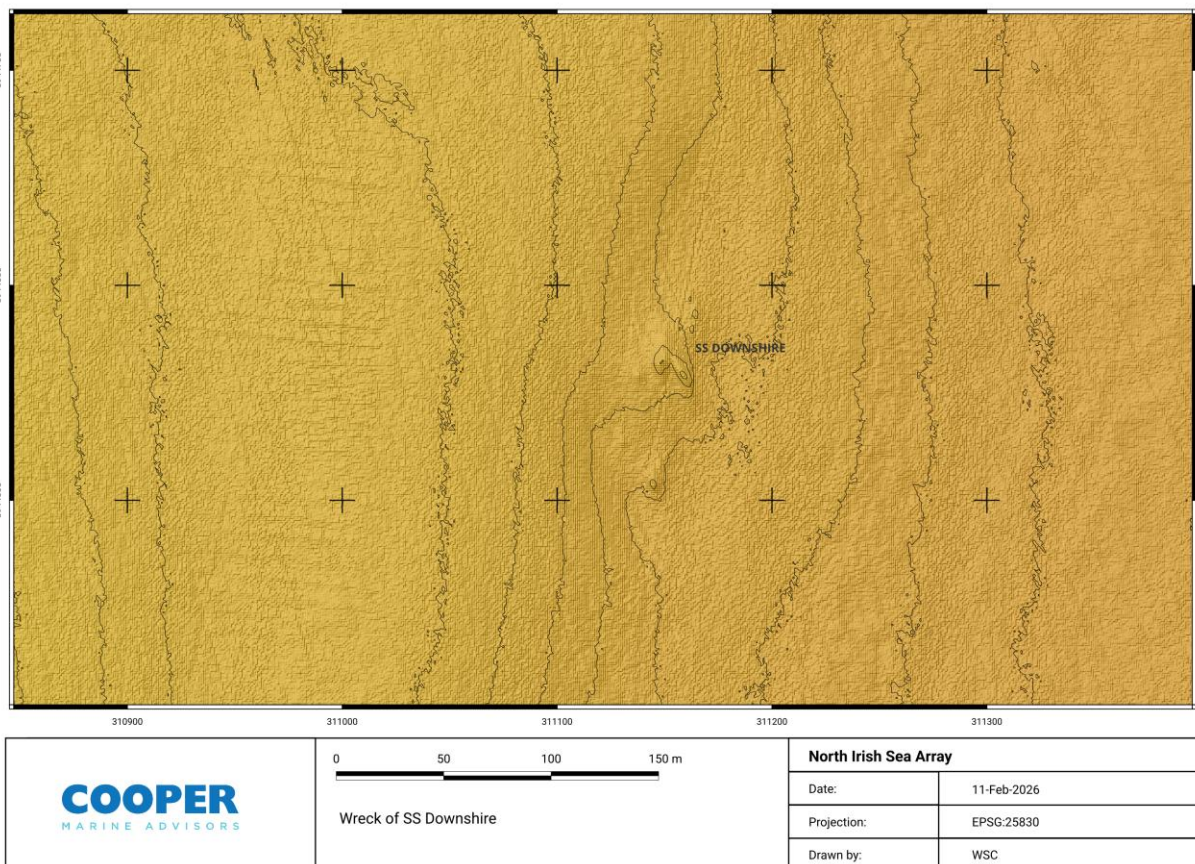 SS DOWNSHIRE
310900
311000
311100
311200
311300
COOPER
MARINE ADVISORS
0
50
100
150 m
Wreck of SS Downshire
North Irish Sea Array
Date:
11-Feb-2026
Projection:
EPSG:25830
Drawn by:
WSC